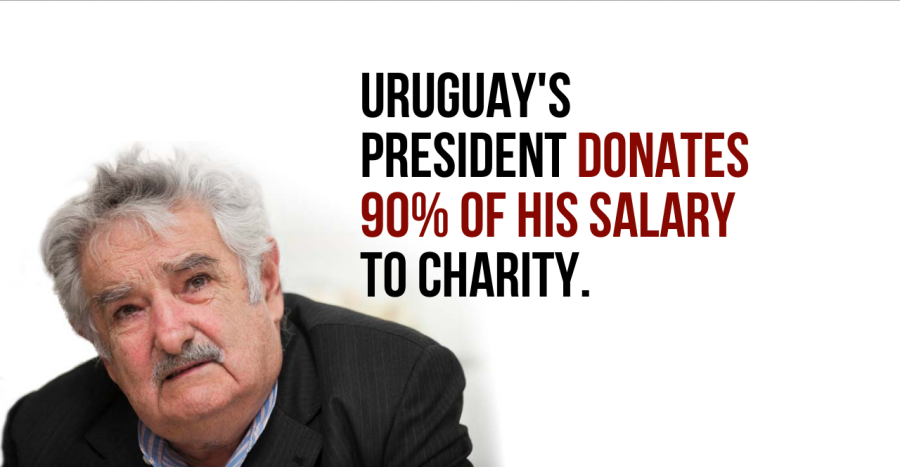 URUGUAY'S
PRESIDENT DONATES
90% OF HIS SALARY
TO CHARITY.